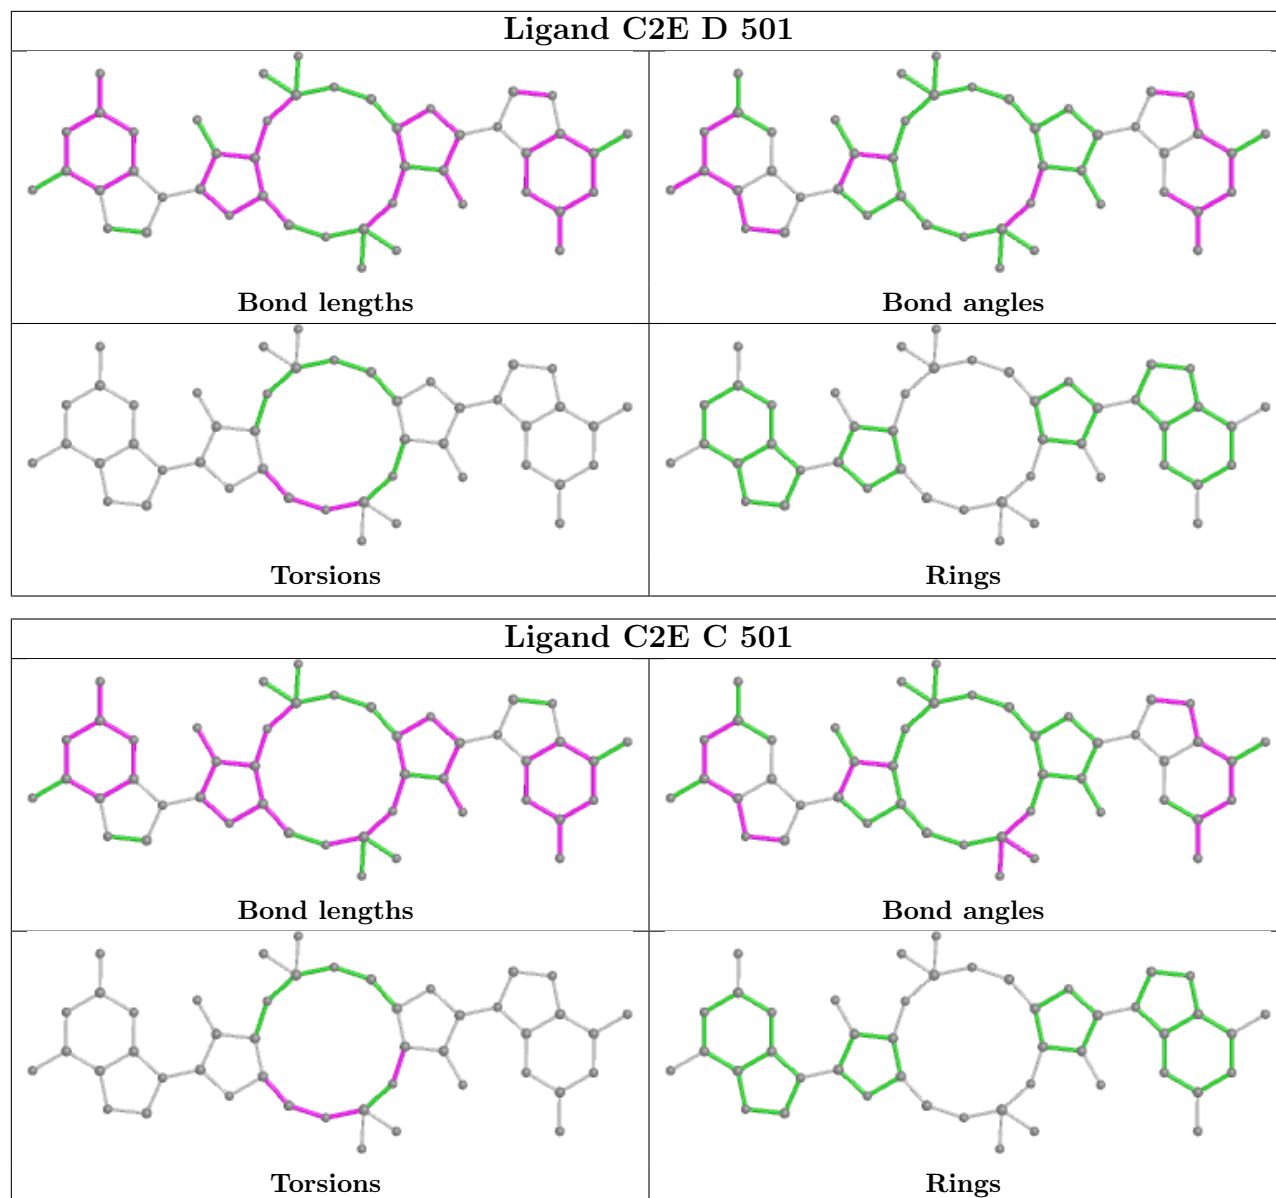 Ligand C2E D 501
Bond lengths
Bond angles
Torsions
Rings
Ligand C2E C 501
Bond lengths
Bond angles
Torsions
Rings